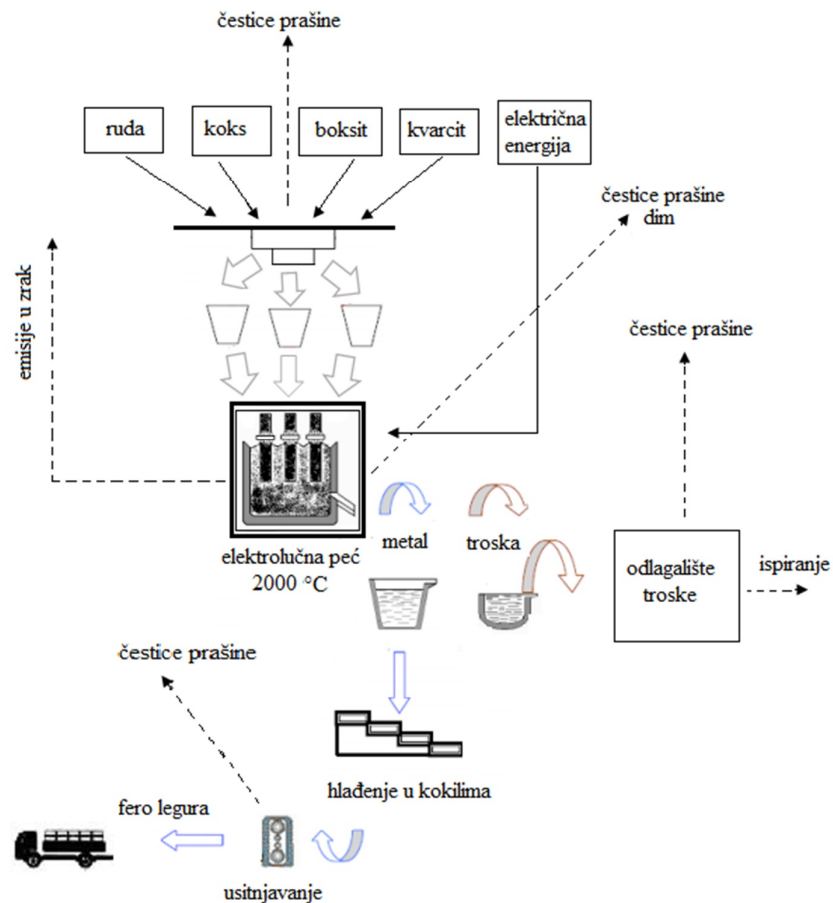 čestice prašine
ruda
koks
boksit
kvarcit
električna
energija
čestice prašine
dim
emisije u zrak
čestice prašine
elektrolučna peć
2000 °C
metal
troska
odlagalište
troske
ispiranje
čestice prašine
hlađenje u kokilima
fero legura
usitnjavanje